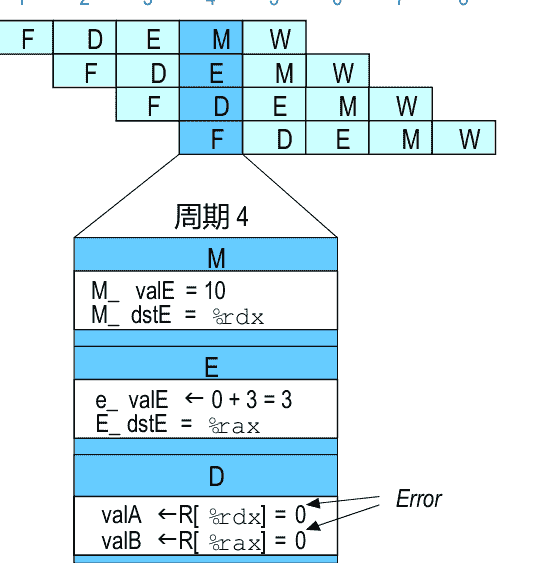 F D E M W
F D E M W
F D E M W
F D E M W
周期 4
M
M_ valE = 10
M_ dstE = %rdx
E
e_ valE ← 0 + 3 = 3
E_ dstE = %rax
D
valA ←R[ %rdx] = 0
valB ←R[ %rax] = 0
Error